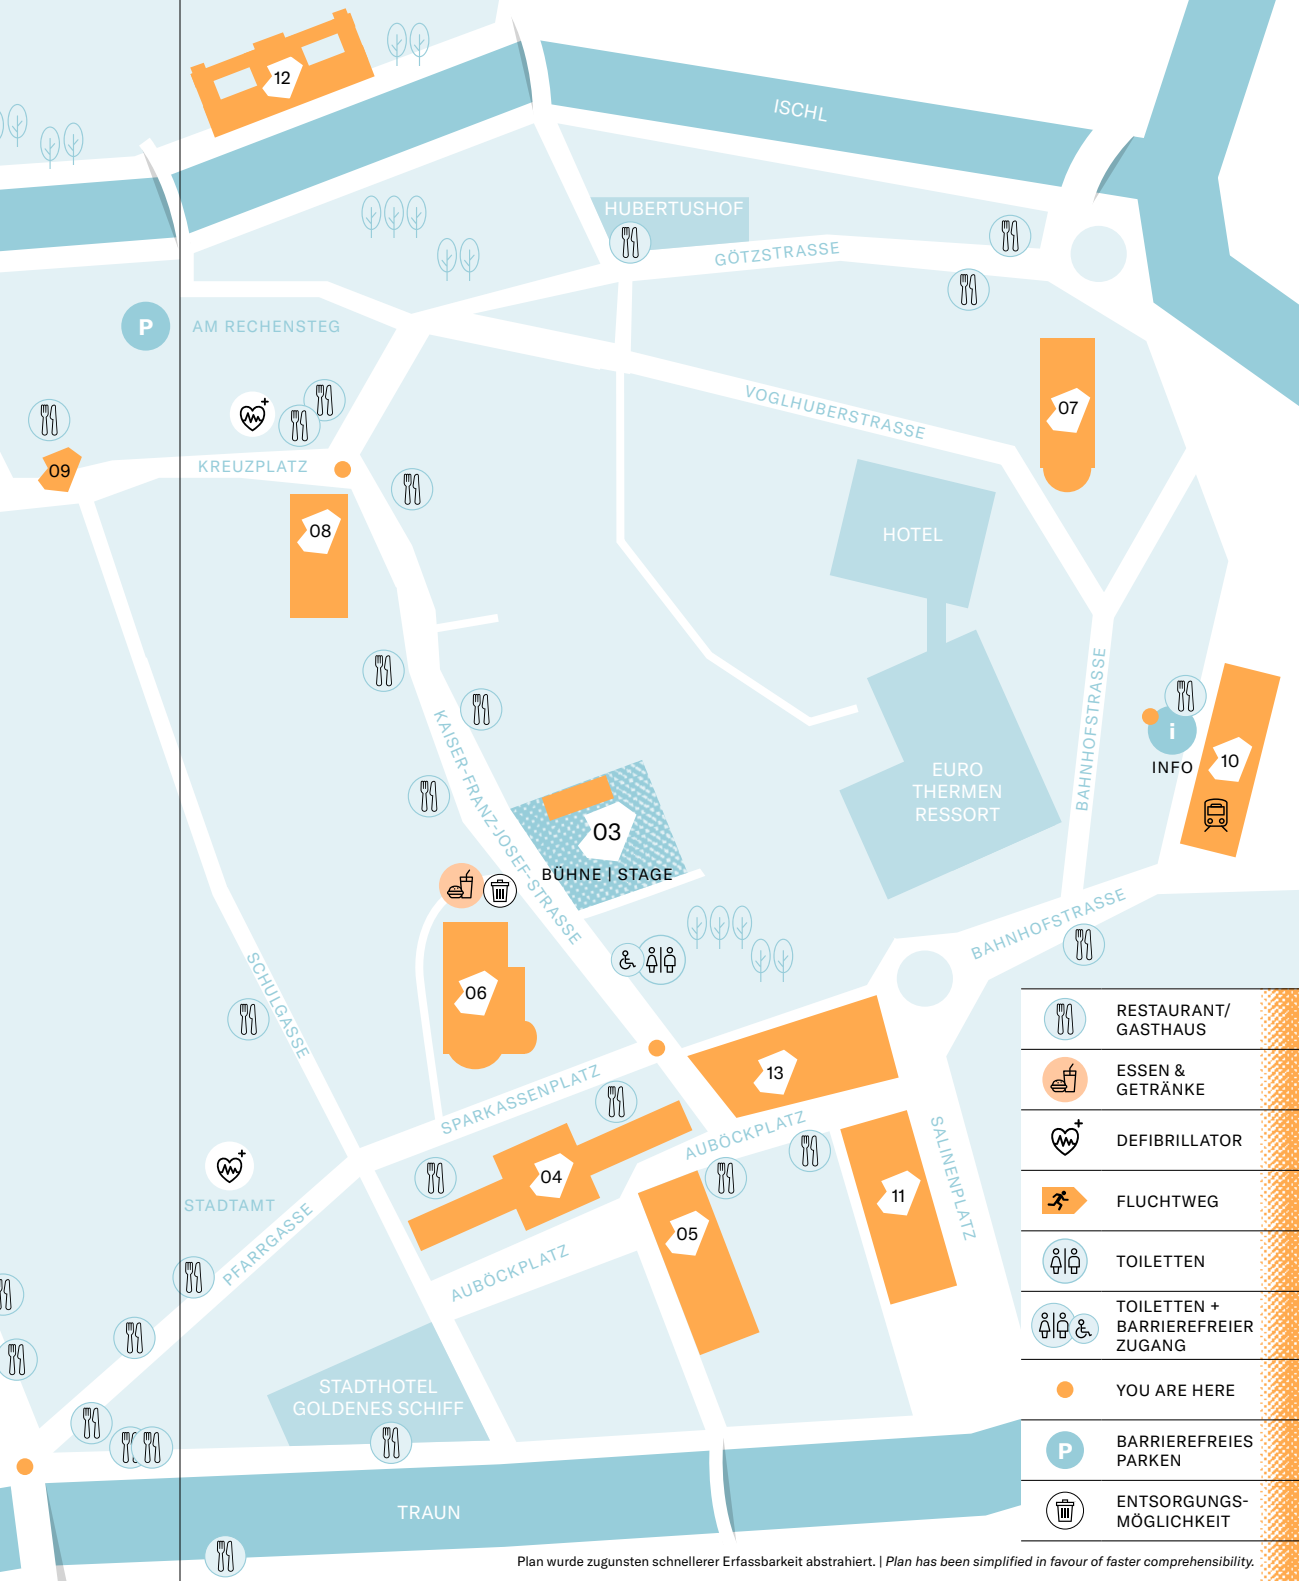 12
ISCHL
HUBERTUSHOF
GÖTZSTRASSE
P
AM RECHENSTEG
VOGLHUBERSTRASSE
07
09
KREUZPLATZ
08
HOTEL
BAHNHOFSTRASSE
i
INFO
10
KAISER-FRANZ-JOSEF-STRASSE
EURO
THERMEN
RESSORT
03
BÜHNE | STAGE
BAHNHOFSTRASSE
SCHULGASSE
06
13
SPARKASSENPLATZ
AUBÖCKPLATZ
SALINENPLATZ
04
11
STADTAMT
05
PFARRGASSE
AUBÖCKPLATZ
STADTHOTEL
GOLDENES SCHIFF
TRAUN
RESTAURANT/
GASTHAUS
ESSEN &
GETRÄNKE
DEFIBRILLATOR
FLUCHTWEG
TOILETTEN
TOILETTEN +
BARRIEREFREIER
ZUGANG
YOU ARE HERE
P
BARRIEREFREIES
PARKEN
ENTSORGUNGS-
MÖGLICHKEIT
Plan wurde zugunsten schnellerer Erfassbarkeit abstrahiert. | Plan has been simplified in favour of faster comprehensibility.